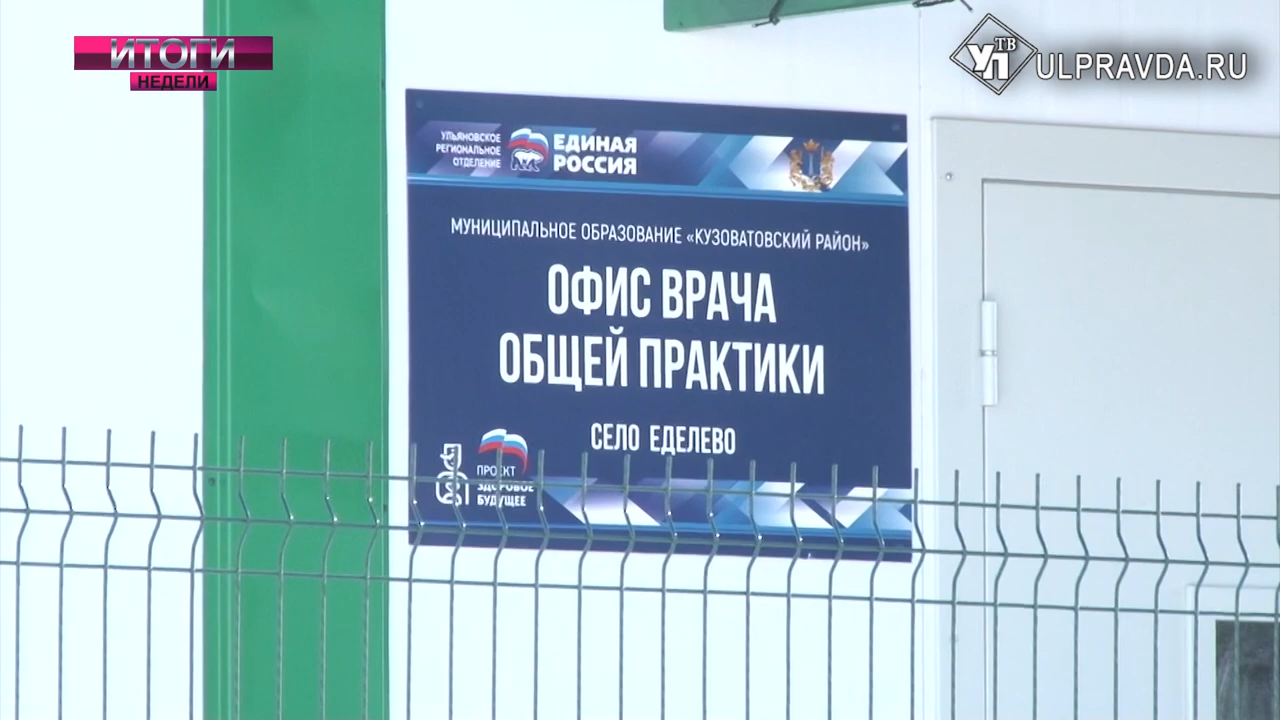 ИТОГИ
НЕДЕЛИ
УП ТВ
ULPRAVDA.RU
УЛЬЯНОВСКОЕ
РЕГИОНАЛЬНОЕ
ОТДЕЛЕНИЕ
ЕДИНАЯ
РОССИЯ
МУНИЦИПАЛЬНОЕ ОБРАЗОВАНИЕ «КУЗОВАТОВСКИЙ РАЙОН»
ОФИС ВРАЧА
ОБЩЕЙ ПРАКТИКИ
СЕЛО ЕДЕЛЕВО
ПРОЕКТ
ЗДОРОВОЕ
БУДУЩЕЕ